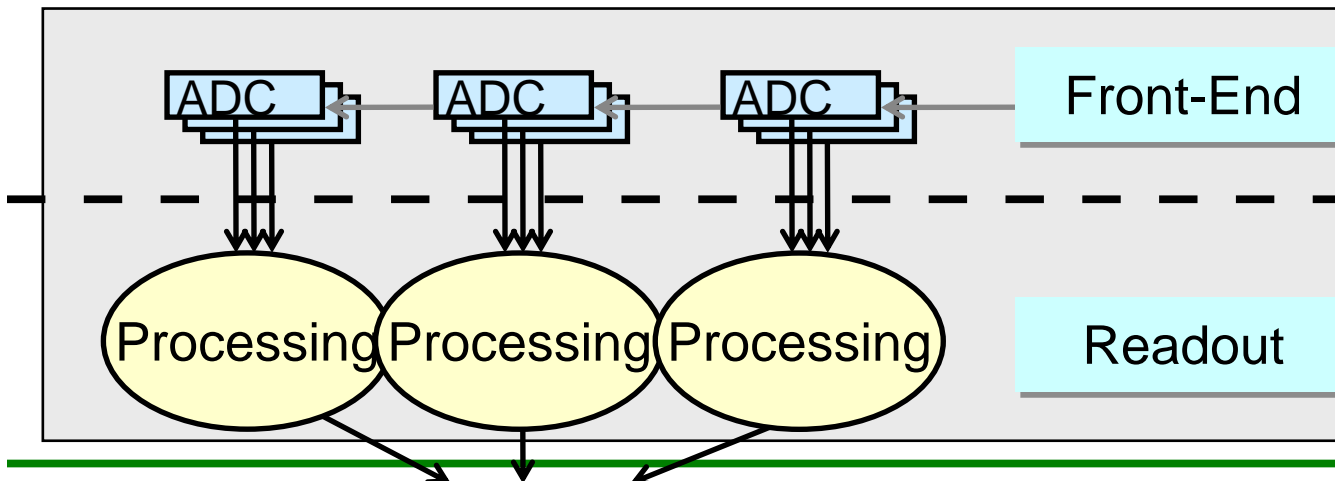 ADC ADC ADC Front-End
Processing Processing Processing Readout